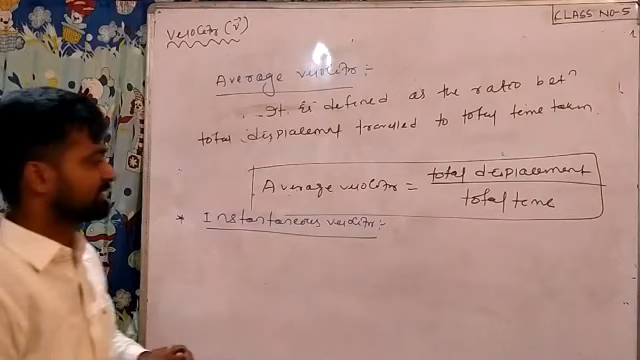 CLASS NO-5
Velocity (v⃗)
Average velocity :-
It is defined as the ratio betn
total displacement travelled to total time taken.
Average velocity = total displacement
total time
* Instantaneous velocity :-